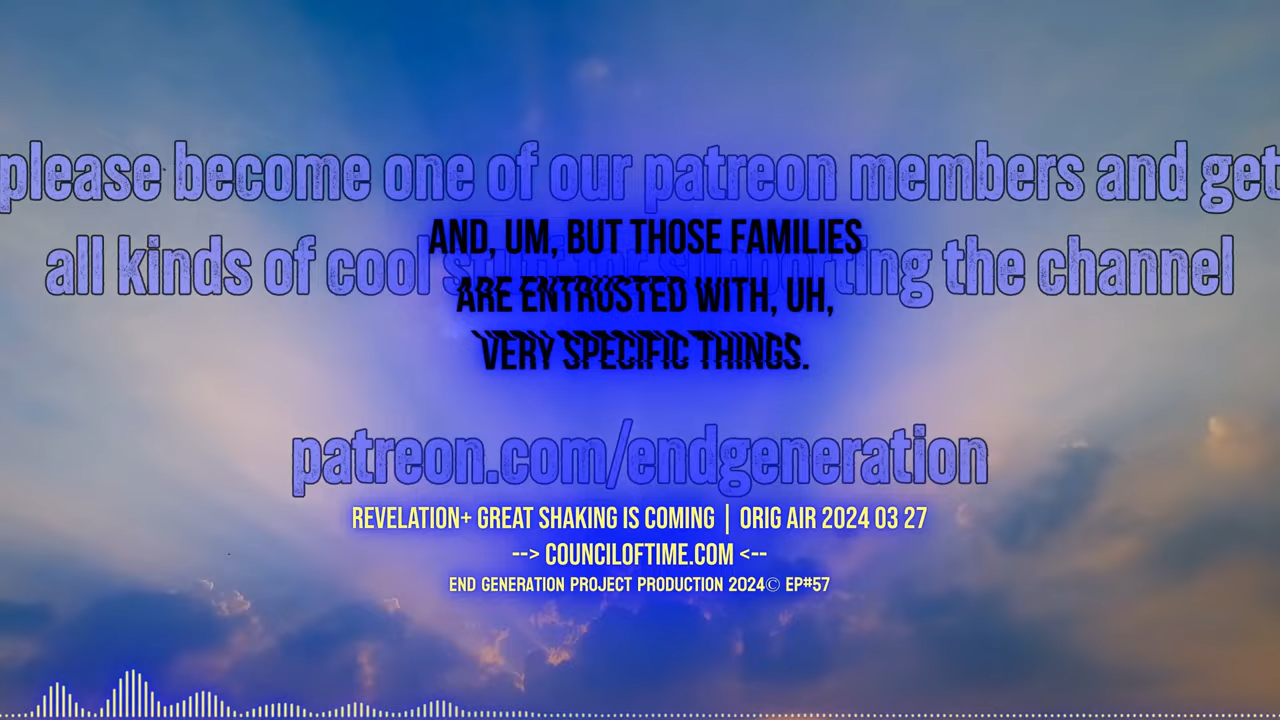 please become one of our patreon members and get
all kinds of cool supporting the channel
AND, UM, BUT THOSE FAMILIES
ARE ENTRUSTED WITH, UH,
VERY SPECIFIC THINGS.
patreon.com/endgeneration
REVELATION+ GREAT SHAKING IS COMING | ORIG AIR 2024 03 27
--> COUNCILOFTIME.COM <--
END GENERATION PROJECT PRODUCTION 2024© EP#57